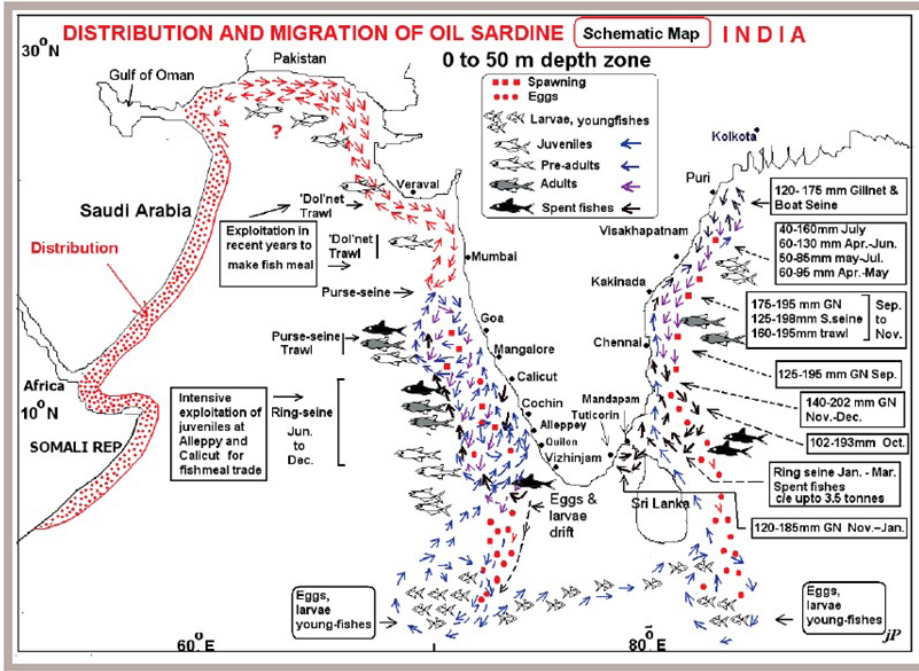 DISTRIBUTION AND MIGRATION OF OIL SARDINE
Schematic Map
INDIA
30°N
Pakistan
0 to 50 m depth zone
Gulf of Oman
Spawning
Eggs
Larvae, youngfishes
Juveniles
Pre-adults
Adults
Spent fishes
?
Kolkota
Puri
Veraval
'Dol'net
Trawl
Saudi Arabia
Exploitation in
recent years to
make fish meal
'Dol'net
Trawl
Mumbai
Distribution
Purse-seine
Visakhapatnam
Kakinada
120- 175 mm Gillnet &
Boat Seine
40-160mm July
60-130 mm Apr.-Jun.
50-85mm may-Jul.
60-95 mm Apr.-May
175-195 mm GN
125-198mm S.seine
160-195mm trawl
Sep.
to
Nov.
Goa
Purse-seine
Trawl
Mangalore
Chennai
Calicut
125-195 mm GN Sep.
Africa
10°N
SOMALI REP
Intensive
exploitation of
juveniles at
Alleppy and
Calicut for
fishmeal trade
Ring-seine
Jun.
to
Dec.
Cochin
Alleppey
Quilon
Vizhinjam
Mandapam
Tuticorin
140-202 mm GN
Nov.-Dec.
102-193mm Oct.
Ring seine Jan. - Mar.
Spent fishes
c/e upto 3.5 tonnes
Eggs &
larvae
drift
Sri Lanka
120-185mm GN Nov.-Jan.
Eggs,
larvae
young-fishes
Eggs,
larvae
young-fishes
jP
60°E
80°E